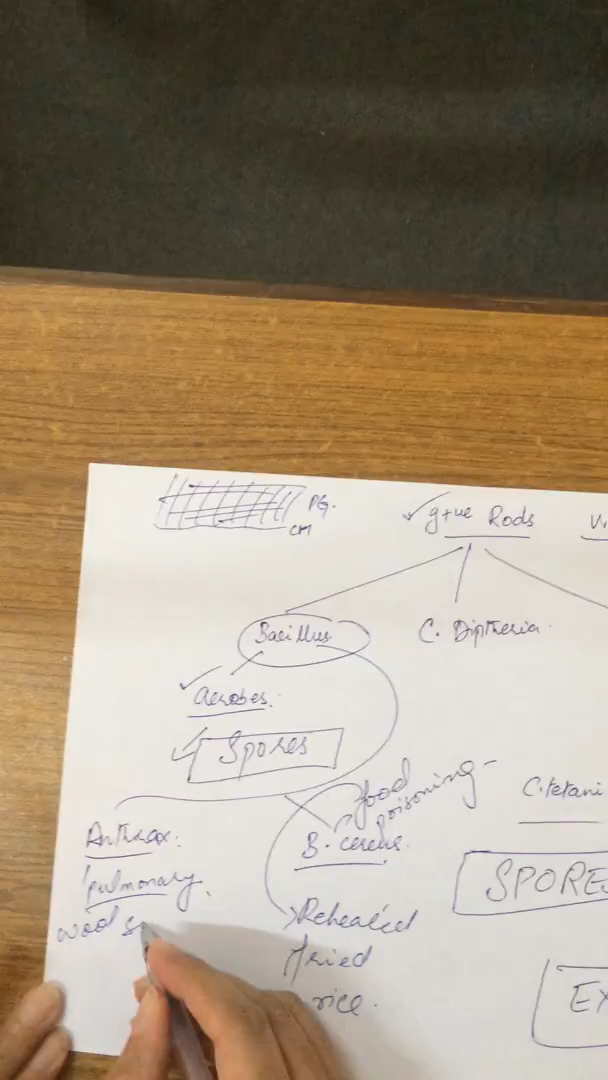 PG.
CM
g+ve Rods
Bacillus
C. Diptheria.
aerobes.
Spores
food poisoning -
C. tetani
Anthrax.
B. cereus.
pulmonary
SPORES
wool s
Reheated
fried
rice.
EX